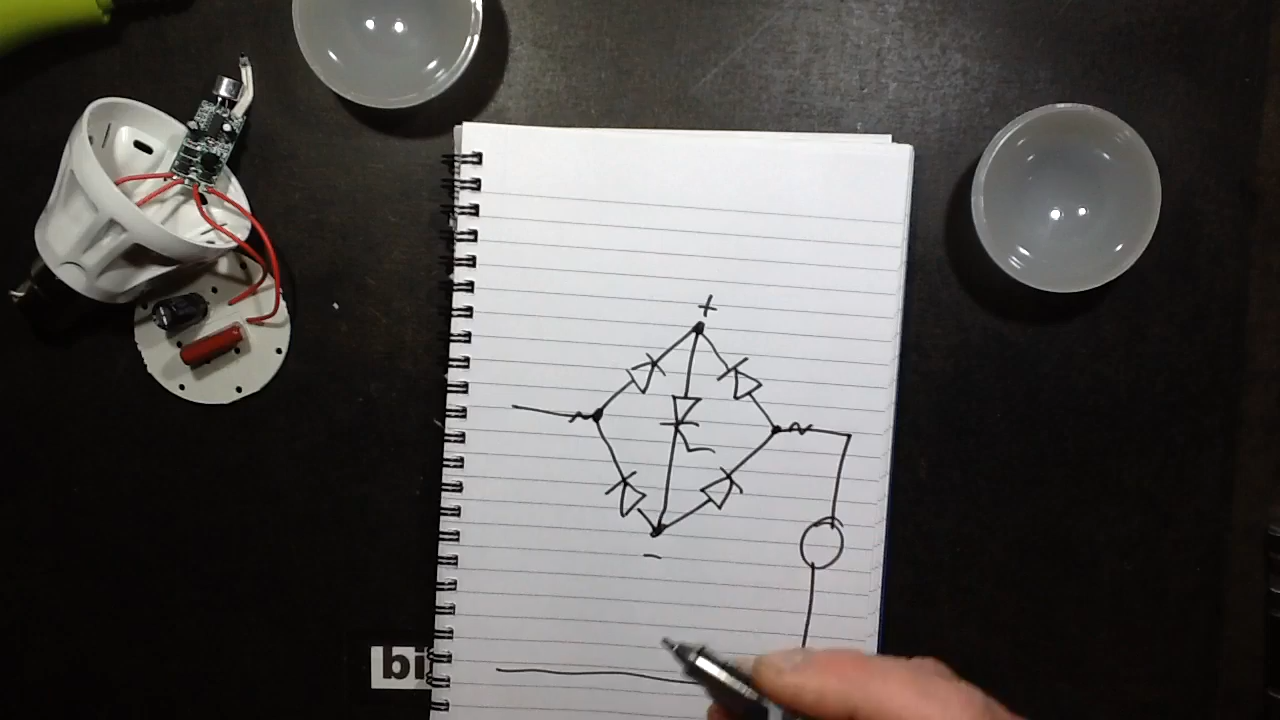 +
~ ~
−
bi